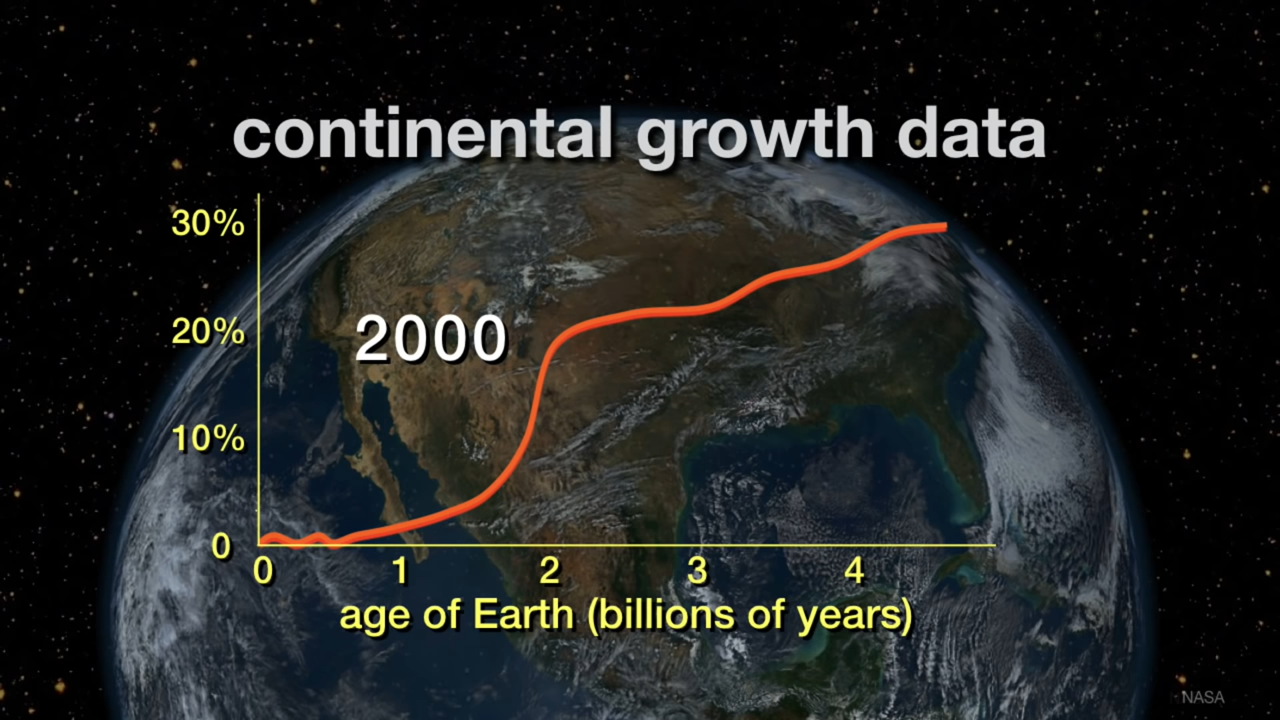 continental growth data
30%
20%
2000
10%
0
0 1 2 3 4
age of Earth (billions of years)
NASA